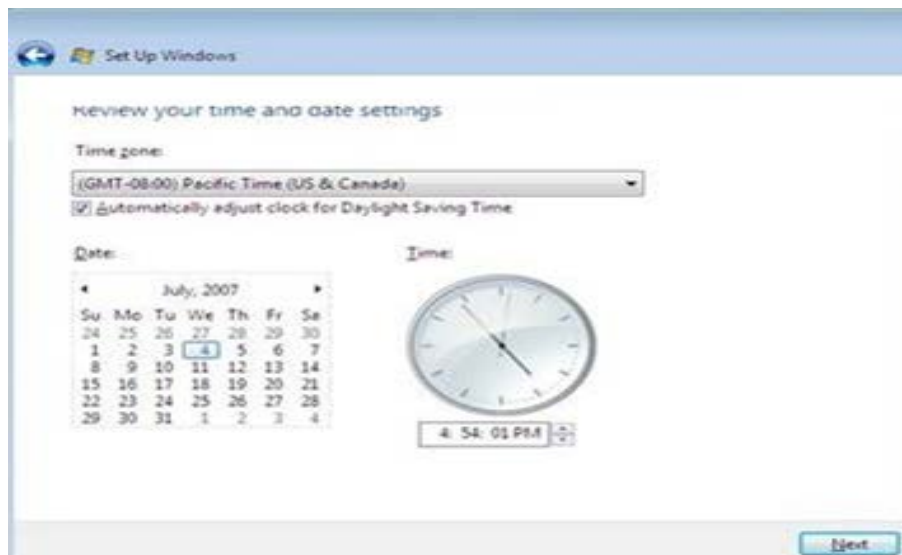 Set Up Windows
Review your time and date settings
Time zone:
(GMT-08:00) Pacific Time (US & Canada)
Automatically adjust clock for Daylight Saving Time
Date:
Time:
July, 2007
Su Mo Tu We Th Fr Sa
24 25 26 27 28 29 30
1 2 3 4 5 6 7
8 9 10 11 12 13 14
15 16 17 18 19 20 21
22 23 24 25 26 27 28
29 30 31 1 2 3 4
4: 54: 01 PM
Next